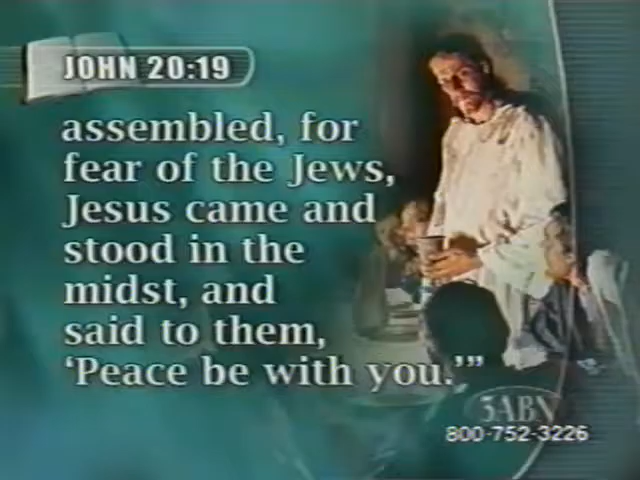 JOHN 20:19
assembled, for
fear of the Jews,
Jesus came and
stood in the
midst, and
said to them,
‘Peace be with you.’”
3ABN
800-752-3226